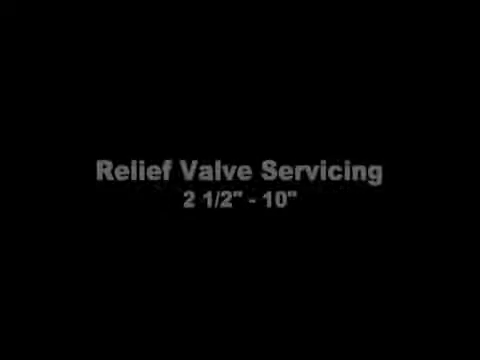 Relief Valve Servicing
2 1/2" - 10"